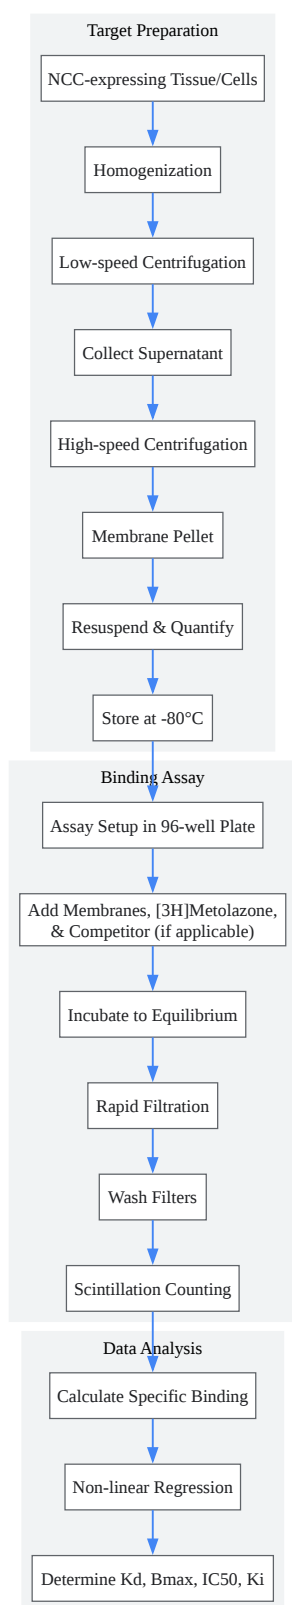 Target Preparation
NCC-expressing Tissue/Cells
Homogenization
Low-speed Centrifugation
Collect Supernatant
High-speed Centrifugation
Membrane Pellet
Resuspend & Quantify
Store at -80°C
Binding Assay
Assay Setup in 96-well Plate
Add Membranes, [3H]Metolazone,
& Competitor (if applicable)
Incubate to Equilibrium
Rapid Filtration
Wash Filters
Scintillation Counting
Data Analysis
Calculate Specific Binding
Non-linear Regression
Determine Kd, Bmax, IC50, Ki